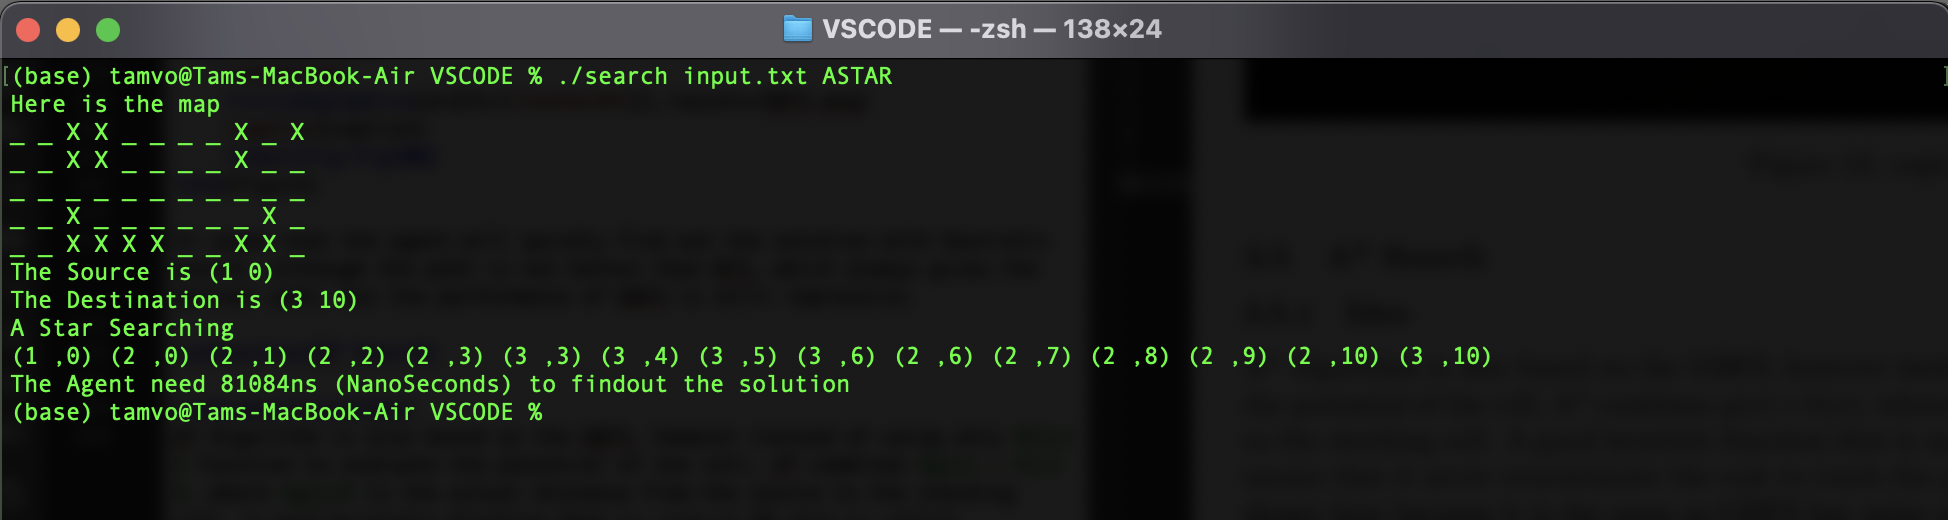 VSCODE — -zsh — 138×24
(base) tamvo@Tams-MacBook-Air VSCODE % ./search input.txt ASTAR
Here is the map
_ _ X X _ _ _ _ X _ X
_ _ X X _ _ _ _ X _ _
_ _ _ _ _ _ _ _ _ _ _
_ _ X _ _ _ _ _ _ X _
_ _ X X X X _ _ X X _
The Source is (1 0)
The Destination is (3 10)
A Star Searching
(1 ,0) (2 ,0) (2 ,1) (2 ,2) (2 ,3) (3 ,3) (3 ,4) (3 ,5) (3 ,6) (2 ,6) (2 ,7) (2 ,8) (2 ,9) (2 ,10) (3 ,10)
The Agent need 81084ns (NanoSeconds) to findout the solution
(base) tamvo@Tams-MacBook-Air VSCODE %